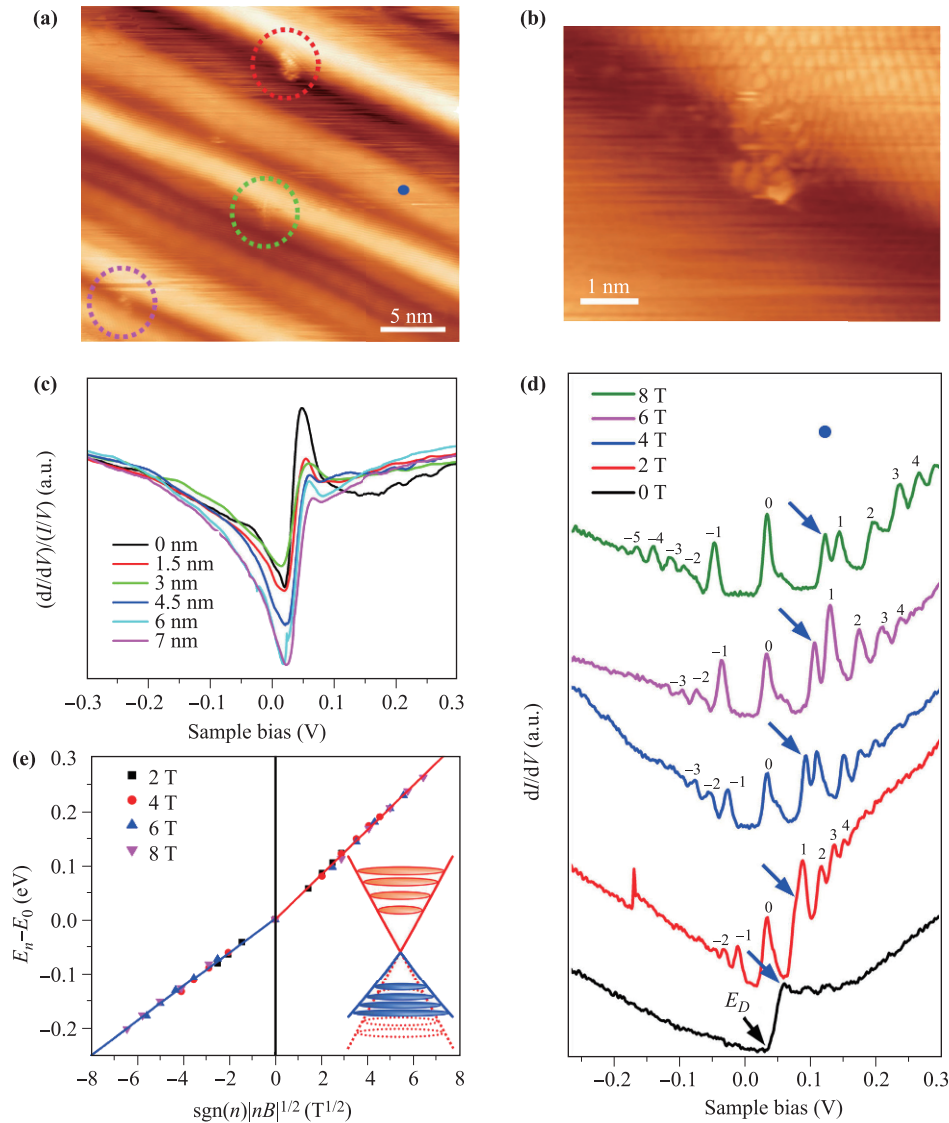 (a)
5 nm
(b)
1 nm
(c)
(dI/dV)/(I/V) (a.u.)
0 nm
1.5 nm
3 nm
4.5 nm
6 nm
7 nm
−0.3 −0.2 −0.1 0.0 0.1 0.2 0.3
Sample bias (V)
(d)
8 T
6 T
4 T
2 T
0 T
dI/dV (a.u.)
−5 −4 −3 −2 −1 0 1 2 3 4
−3 −2 −1 0 1 2 3 4
−3 −2 −1 0
−2 −1 0 1 2 3 4
E_D
−0.2 −0.1 0.0 0.1 0.2 0.3
Sample bias (V)
(e)
E_n−E_0 (eV)
0.3
0.2
0.1
0.0
−0.1
−0.2
2 T
4 T
6 T
8 T
−8 −6 −4 −2 0 2 4 6 8
sgn(n)|nB|^1/2 (T^1/2)